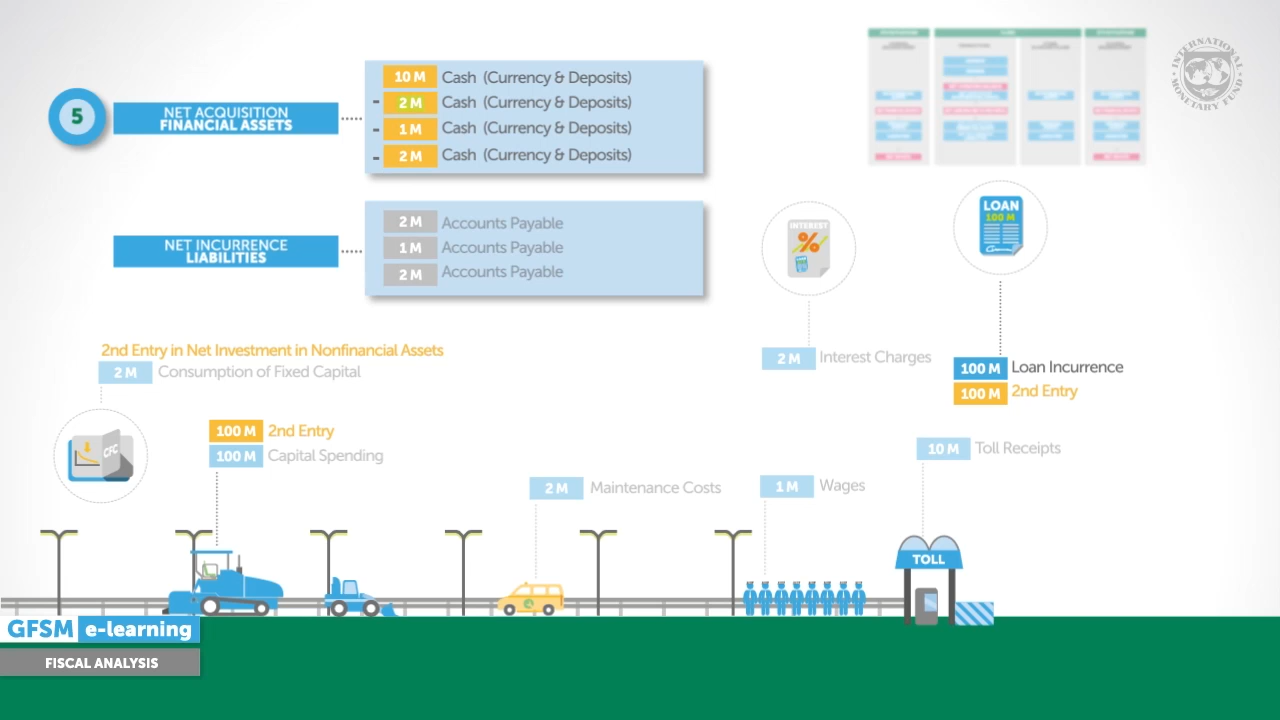 5
NET ACQUISITION
FINANCIAL ASSETS
10 M Cash (Currency & Deposits)
- 2 M Cash (Currency & Deposits)
- 1 M Cash (Currency & Deposits)
- 2 M Cash (Currency & Deposits)
INTERNATIONAL MONETARY FUND
NET INCURRENCE
LIABILITIES
2 M Accounts Payable
1 M Accounts Payable
2 M Accounts Payable
INTEREST
%
LOAN
100 M
2nd Entry in Net Investment in Nonfinancial Assets
2 M Consumption of Fixed Capital
2 M Interest Charges
100 M Loan Incurrence
100 M 2nd Entry
CFC
100 M 2nd Entry
100 M Capital Spending
2 M Maintenance Costs
1 M Wages
10 M Toll Receipts
TOLL
GFSM e-learning
FISCAL ANALYSIS